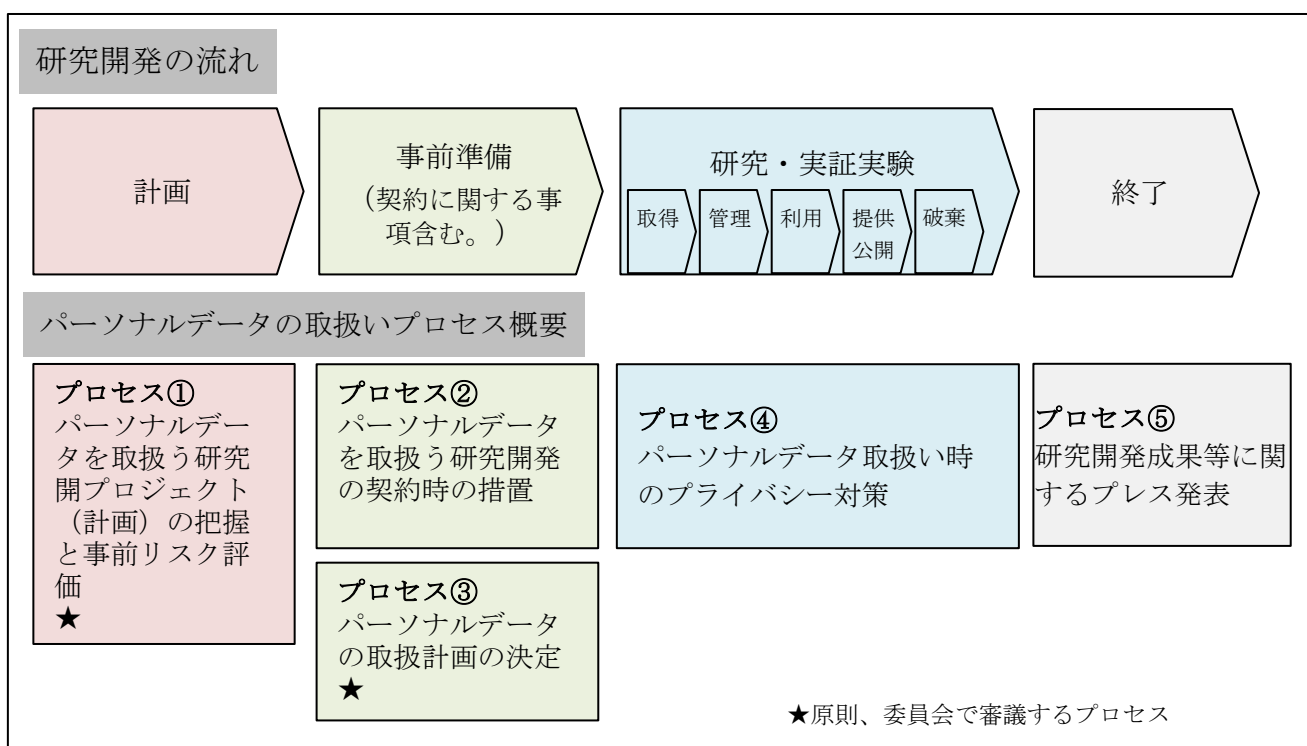 研究開発の流れ
計画
事前準備
(契約に関する事
項含む。)
研究・実証実験
取得
管理
利用
提供
公開
破棄
終了
パーソナルデータの取扱いプロセス概要
プロセス①
パーソナルデー
タを取扱う研究
開プロジェクト
（計画）の把握
と事前リスク評
価
★
プロセス②
パーソナルデータ
を取扱う研究開発
の契約時の措置
プロセス③
パーソナルデータ
の取扱計画の決定
★
プロセス④
パーソナルデータ取扱い時
のプライバシー対策
プロセス⑤
研究開発成果等に関
するプレス発表
★原則、委員会で審議するプロセス